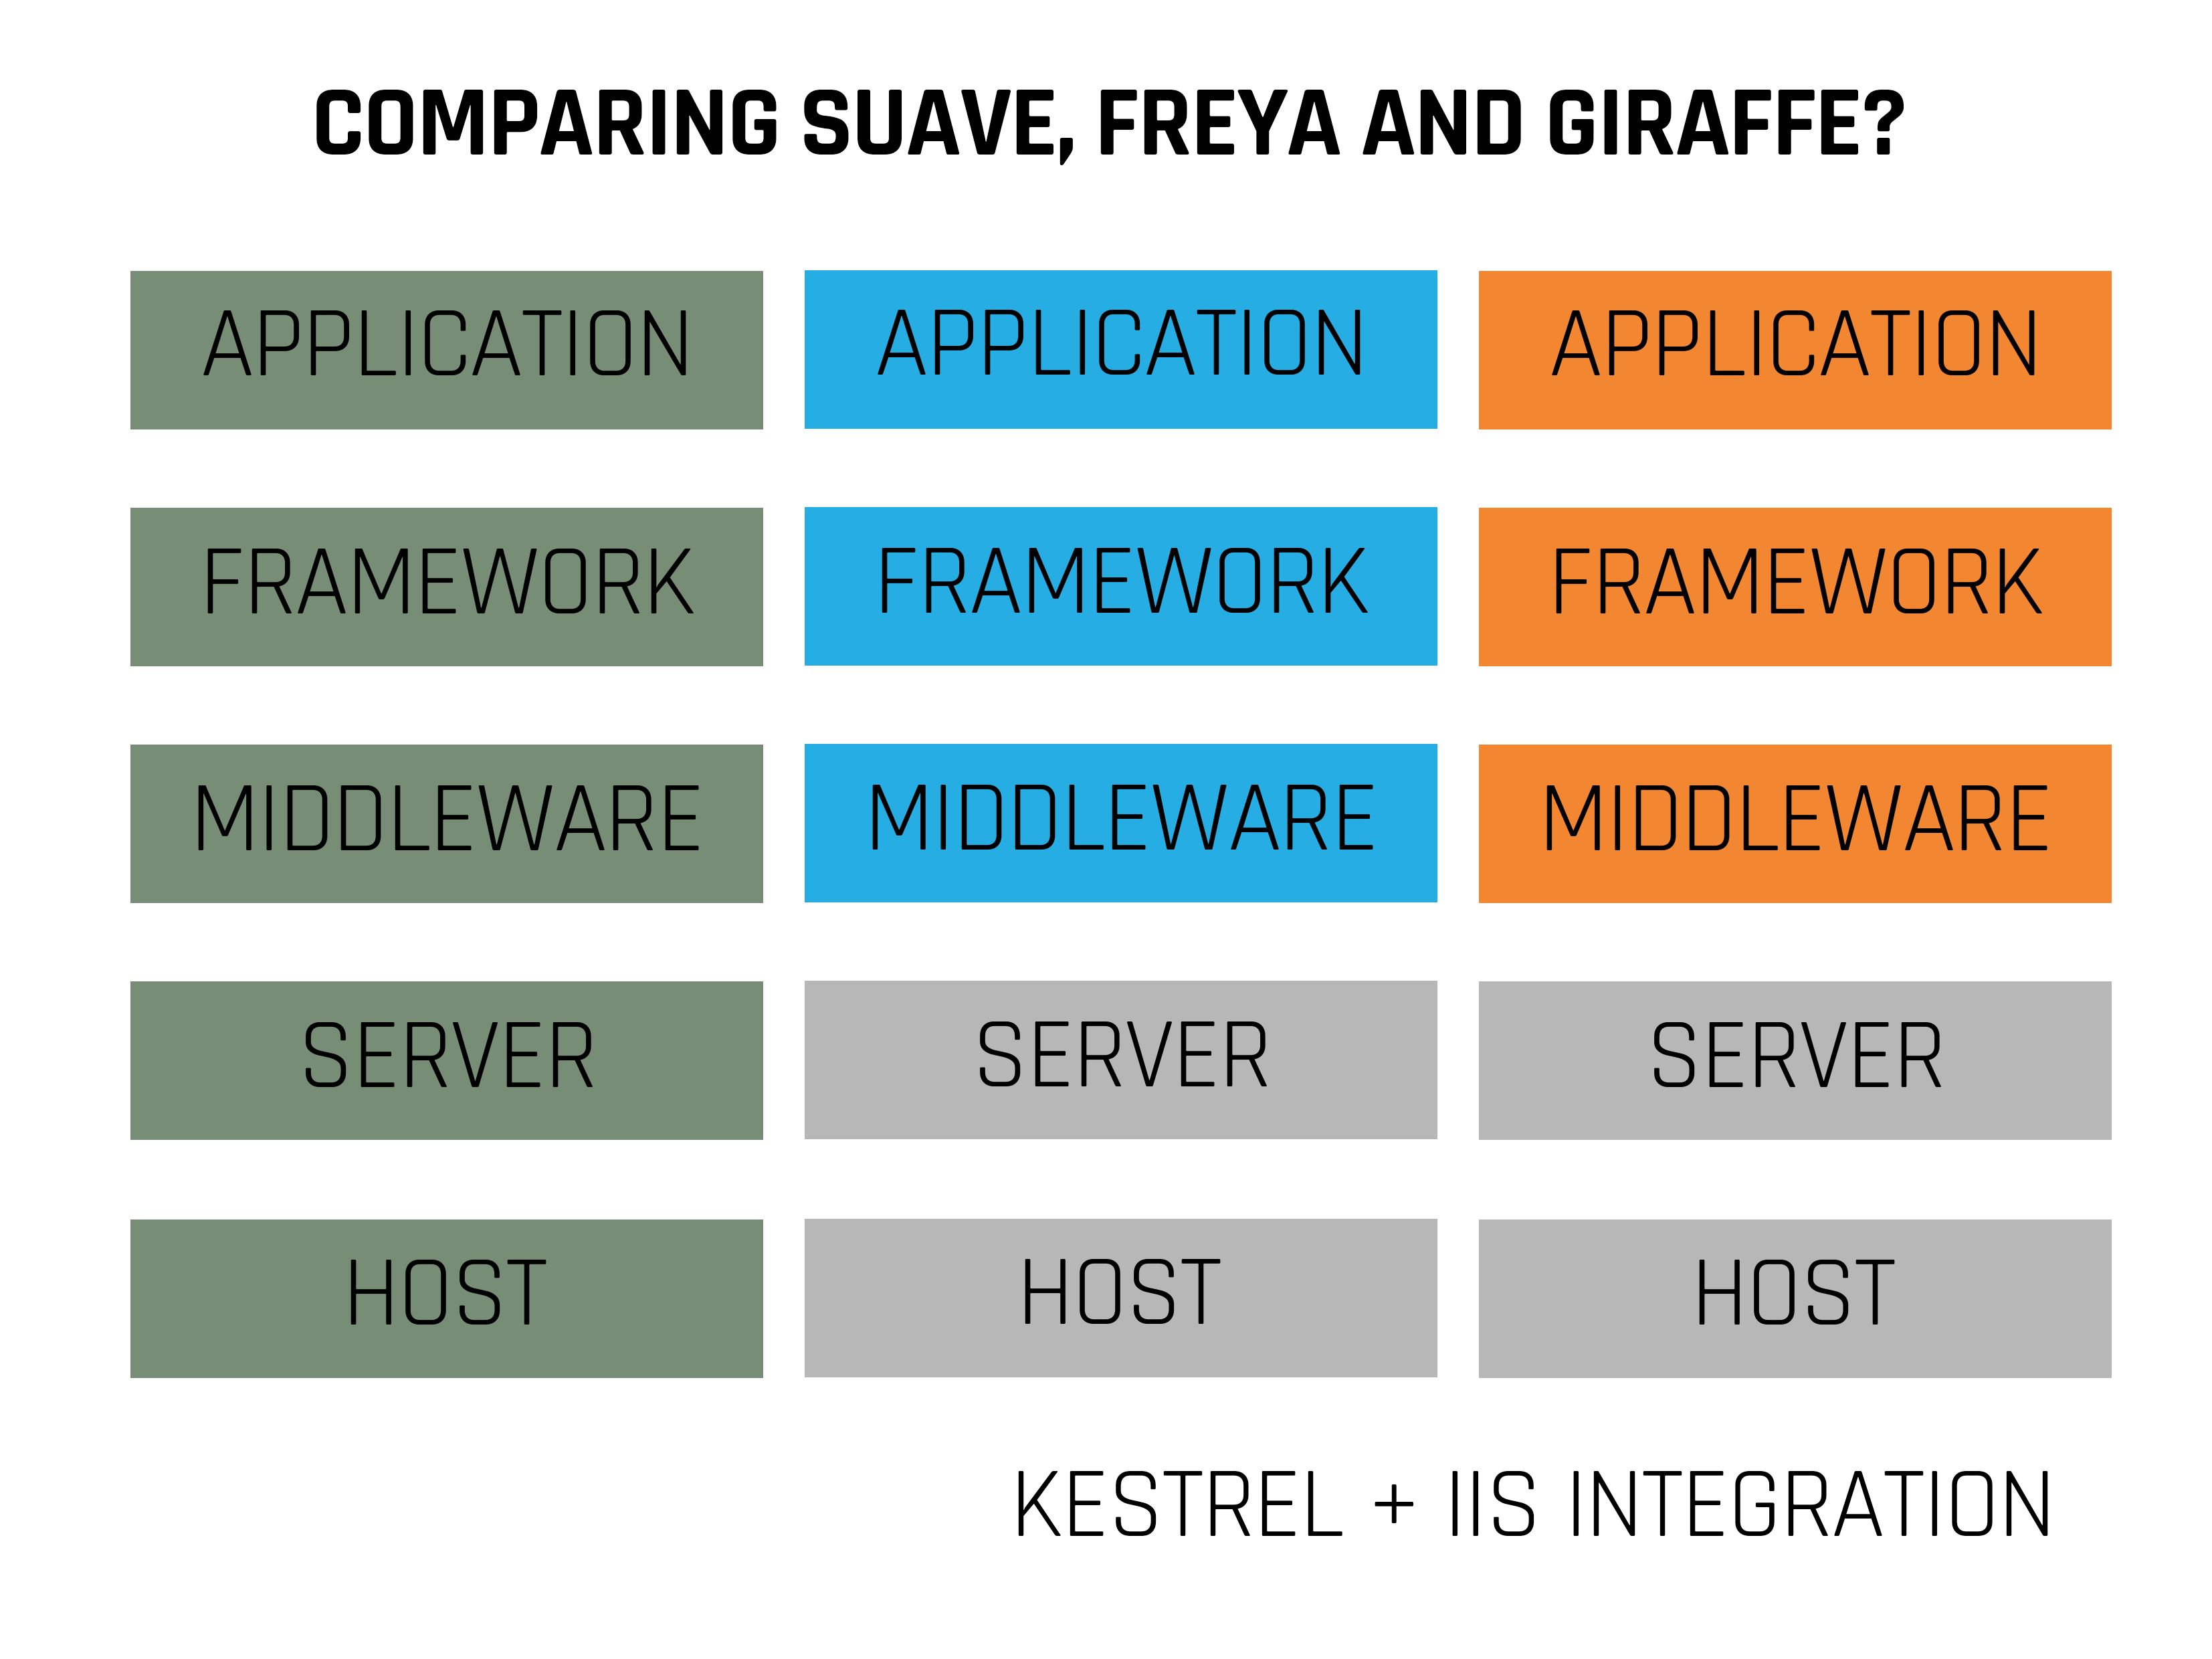 COMPARING SUAVE, FREYA AND GIRAFFE?
APPLICATION APPLICATION APPLICATION
FRAMEWORK FRAMEWORK FRAMEWORK
MIDDLEWARE MIDDLEWARE MIDDLEWARE
SERVER SERVER SERVER
HOST HOST HOST
KESTREL + IIS INTEGRATION